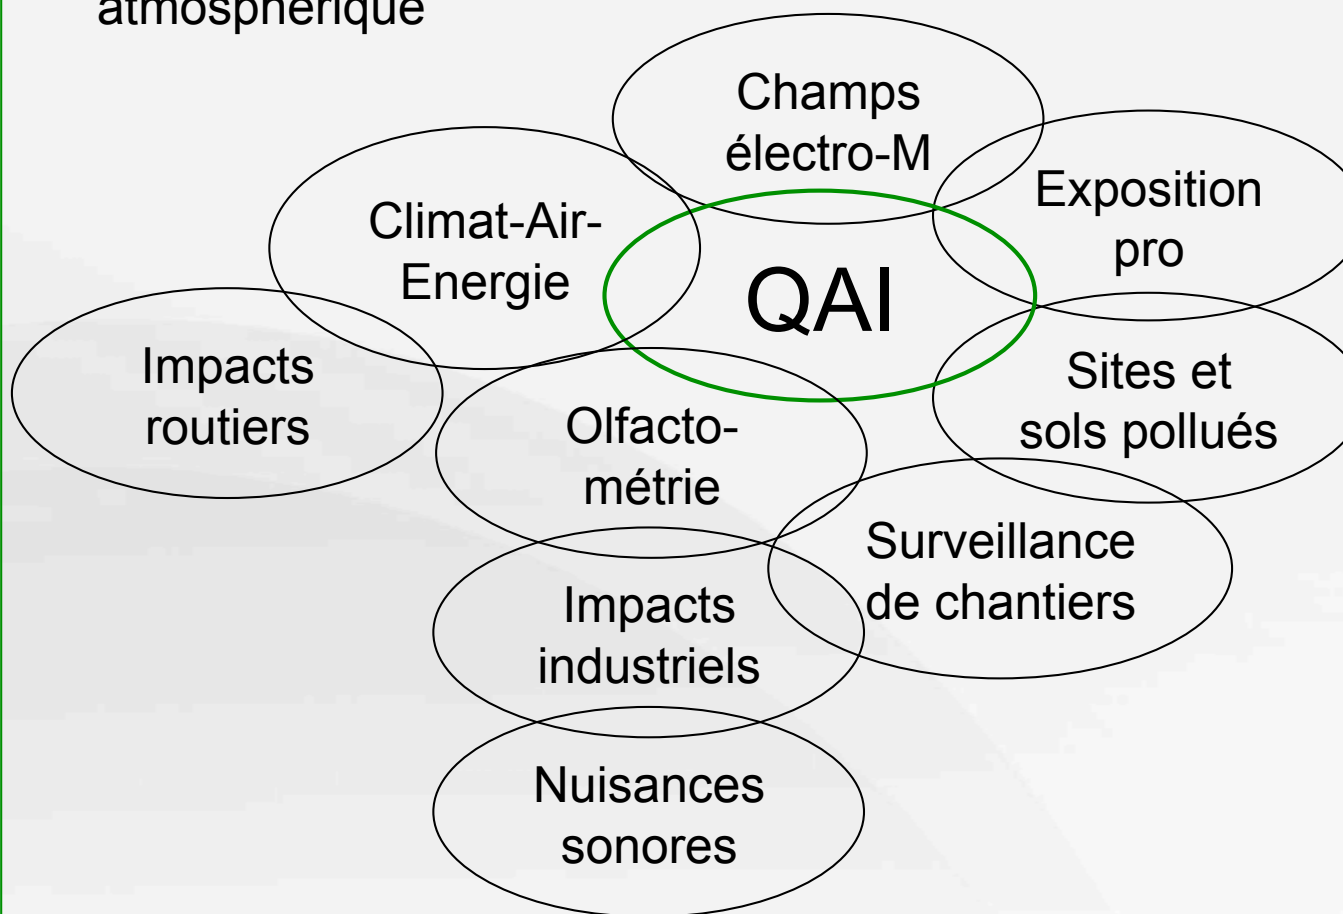 atmosphérique
Champs
électro-M
Exposition
pro
Climat-Air-
Energie
QAI
Impacts
routiers
Sites et
sols pollués
Olfacto-
métrie
Surveillance
de chantiers
Impacts
industriels
Nuisances
sonores